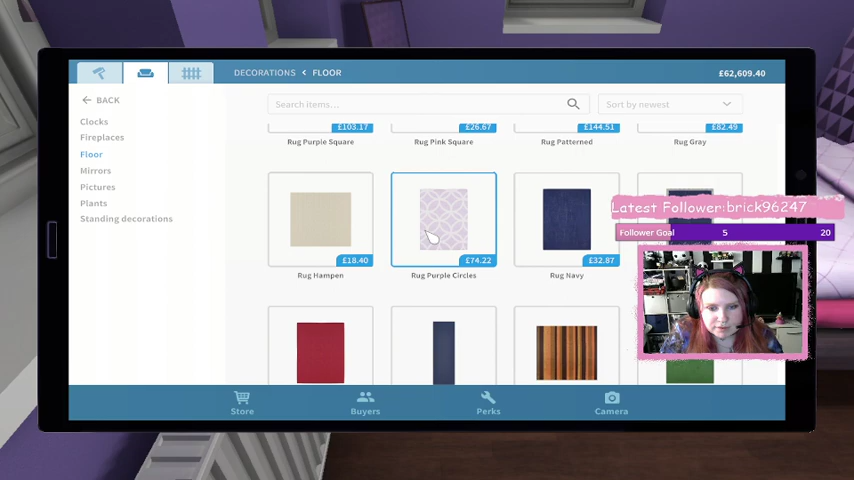 DECORATIONS < FLOOR
£62,609.40
BACK
Search items...
Sort by newest
Clocks
Fireplaces
Floor
Mirrors
Pictures
Plants
Standing decorations
£103.17
£26.67
£144.51
£82.49
Rug Purple Square
Rug Pink Square
Rug Patterned
Rug Gray
£18.40
£74.22
£32.87
Rug Hampen
Rug Purple Circles
Rug Navy
Latest Follower:brick96247
Follower Goal 5 20
Store
Buyers
Perks
Camera